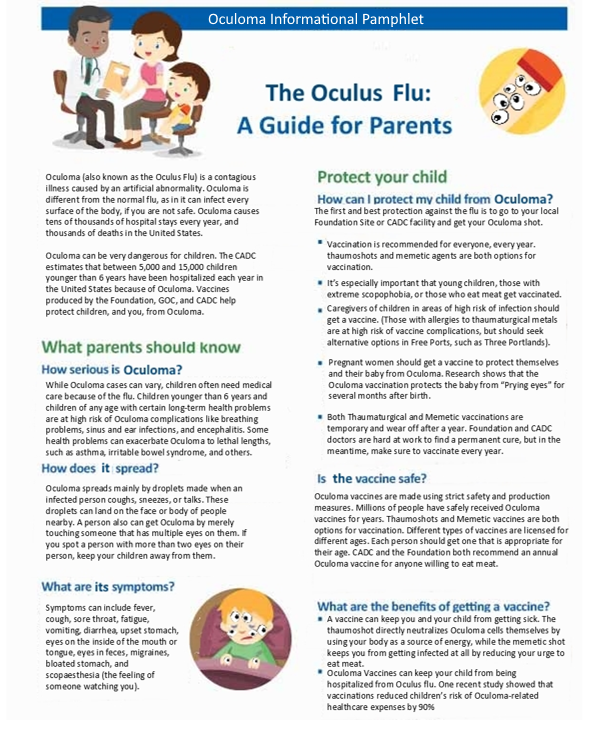 Oculoma Informational Pamphlet
The Oculus Flu:
A Guide for Parents
Oculoma (also known as the Oculus Flu) is a contagious
illness caused by an artificial abnormality. Oculoma is
different from the normal flu, as in it can infect every
surface of the body, if you are not safe. Oculoma causes
tens of thousands of hospital stays every year, and
thousands of deaths in the United States.
Oculoma can be very dangerous for children. The CADC
estimates that between 5,000 and 15,000 children
younger than 6 years have been hospitalized each year in
the United States because of Oculoma. Vaccines
produced by the Foundation, GOC, and CADC help
protect children, and you, from Oculoma.
What parents should know
How serious is Oculoma?
While Oculoma cases can vary, children often need medical
care because of the flu. Children younger than 6 years and
children of any age with certain long-term health problems
are at high risk of Oculoma complications like breathing
problems, sinus and ear infections, and encephalitis. Some
health problems can exacerbate Oculoma to lethal lengths,
such as asthma, irritable bowel syndrome, and others.
How does it spread?
Oculoma spreads mainly by droplets made when an
infected person coughs, sneezes, or talks. These
droplets can land on the face or body of people
nearby. A person also can get Oculoma by merely
touching someone that has multiple eyes on them. If
you spot a person with more than two eyes on their
person, keep your children away from them.
What are its symptoms?
Symptoms can include fever,
cough, sore throat, fatigue,
vomiting, diarrhea, upset stomach,
eyes on the inside of the mouth or
tongue, eyes in feces, migraines,
bloated stomach, and
scopaesthesia (the feeling of
someone watching you).
Protect your child
How can I protect my child from Oculoma?
The first and best protection against the flu is to go to your local
Foundation Site or CADC facility and get your Oculoma shot.
Vaccination is recommended for everyone, every year.
thaumoshots and memetic agents are both options for
vaccination.
It's especially important that young children, those with
extreme scopophobia, or those who eat meat get vaccinated.
Caregivers of children in areas of high risk of infection should
get a vaccine. (Those with allergies to thaumaturgical metals
are at high risk of vaccine complications, but should seek
alternative options in Free Ports, such as Three Portlands).
Pregnant women should get a vaccine to protect themselves
and their baby from Oculoma. Research shows that the
Oculoma vaccination protects the baby from "Prying eyes" for
several months after birth.
Both Thaumaturgical and Memetic vaccinations are
temporary and wear off after a year. Foundation and CADC
doctors are hard at work to find a permanent cure, but in the
meantime, make sure to vaccinate every year.
Is the vaccine safe?
Oculoma vaccines are made using strict safety and production
measures. Millions of people have safely received Oculoma
vaccines for years. Thaumoshots and Memetic vaccines are both
options for vaccination. Different types of vaccines are licensed for
different ages. Each person should get one that is appropriate for
their age. CADC and the Foundation both recommend an annual
Oculoma vaccine for anyone willing to eat meat.
What are the benefits of getting a vaccine?
A vaccine can keep you and your child from getting sick. The
thaumoshot directly neutralizes Oculoma cells themselves by
using your body as a source of energy, while the memetic shot
keeps you from getting infected at all by reducing your urge to
eat meat.
Oculoma Vaccines can keep your child from being
hospitalized from Oculus flu. One recent study showed that
vaccinations reduced children's risk of Oculoma-related
healthcare expenses by 90%